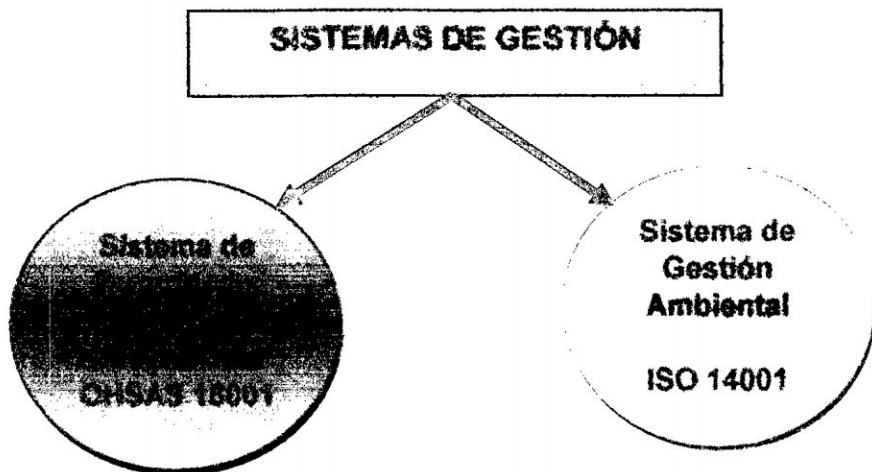 SISTEMAS DE GESTIÓN
Sistema de
OHSAS 18001
Sistema de
Gestión
Ambiental
ISO 14001